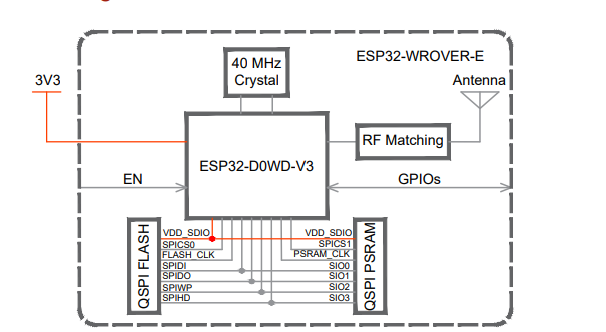 ESP32-WROVER-E
40 MHz
Crystal
3V3
Antenna
RF Matching
ESP32-D0WD-V3
EN
GPIOs
QSPI FLASH
VDD_SDIO
SPICS0
FLASH_CLK
SPIDI
SPIDO
SPIWP
SPIHD
VDD_SDIO
SPICS1
PSRAM_CLK
SIO0
SIO1
SIO2
SIO3
QSPI PSRAM